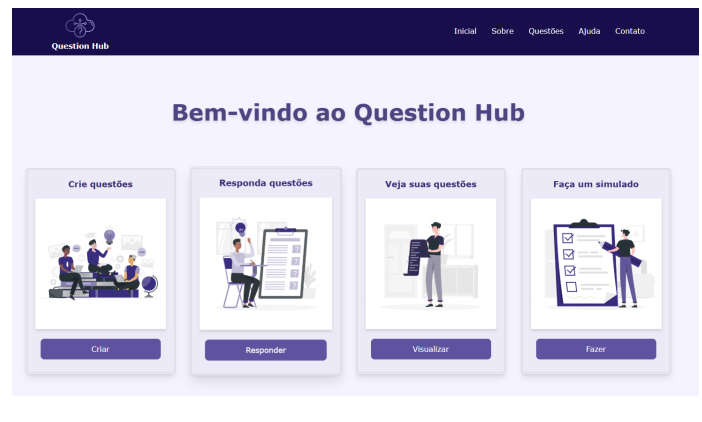 Question Hub
Inicial Sobre Questões Ajuda Contato
Bem-vindo ao Question Hub
Crie questões
Criar
Responda questões
Responder
Veja suas questões
Visualizar
Faça um simulado
Fazer